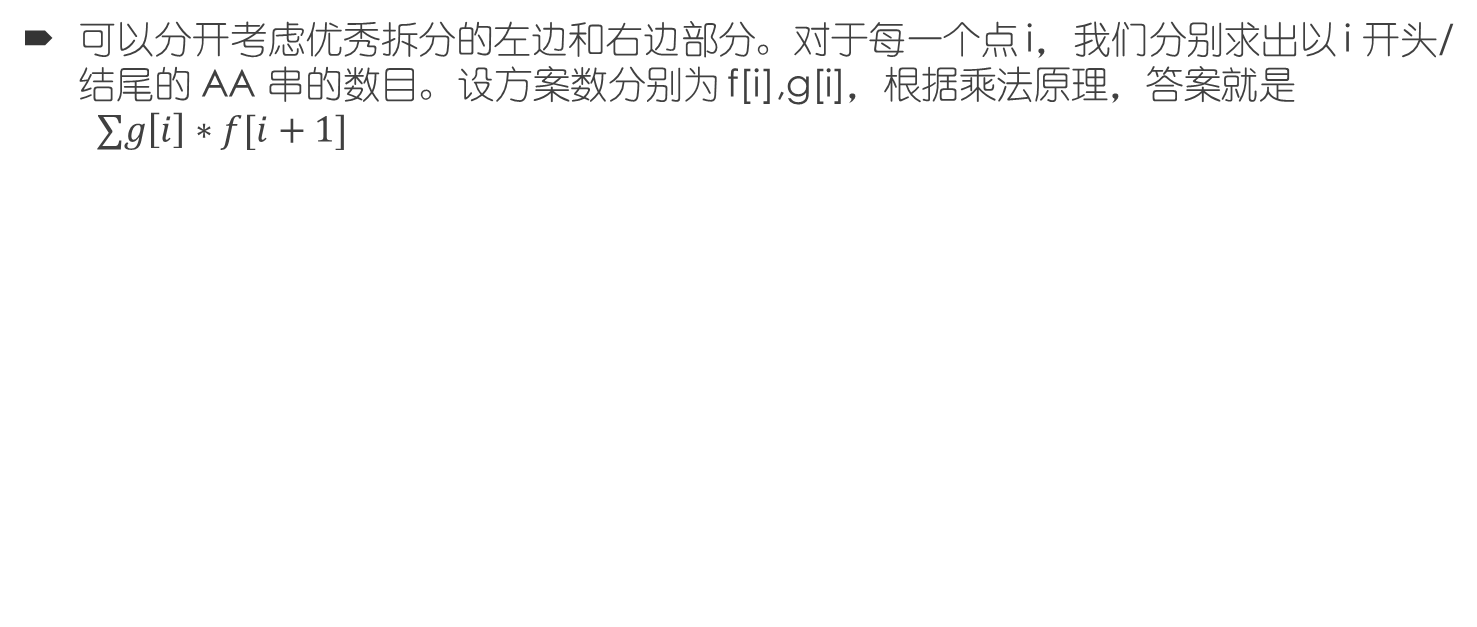 可以分开考虑优秀拆分的左边和右边部分。对于每一个点i，我们分别求出以i开头/
结尾的 AA 串的数目。设方案数分别为f[i],g[i]，根据乘法原理，答案就是
∑g[i] * f[i + 1]